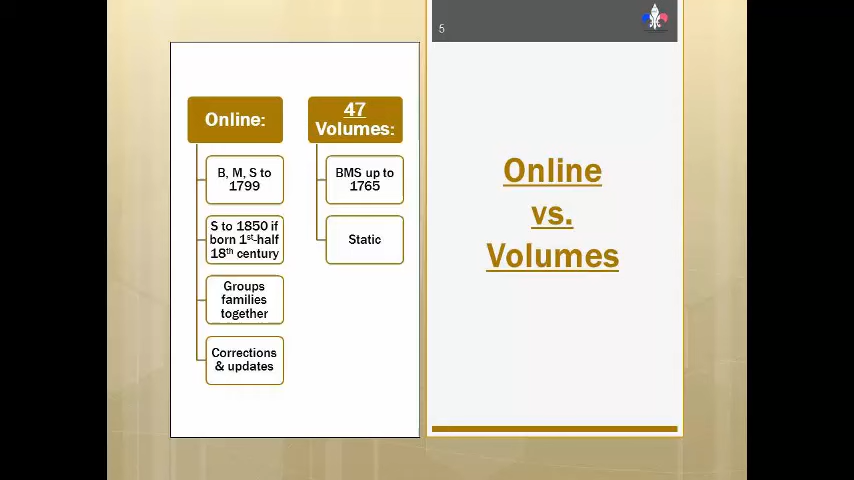 5
Online:
B, M, S to
1799
S to 1850 if
born 1st-half
18th century
Groups
families
together
Corrections
& updates
47
Volumes:
BMS up to
1765
Static
Online
vs.
Volumes